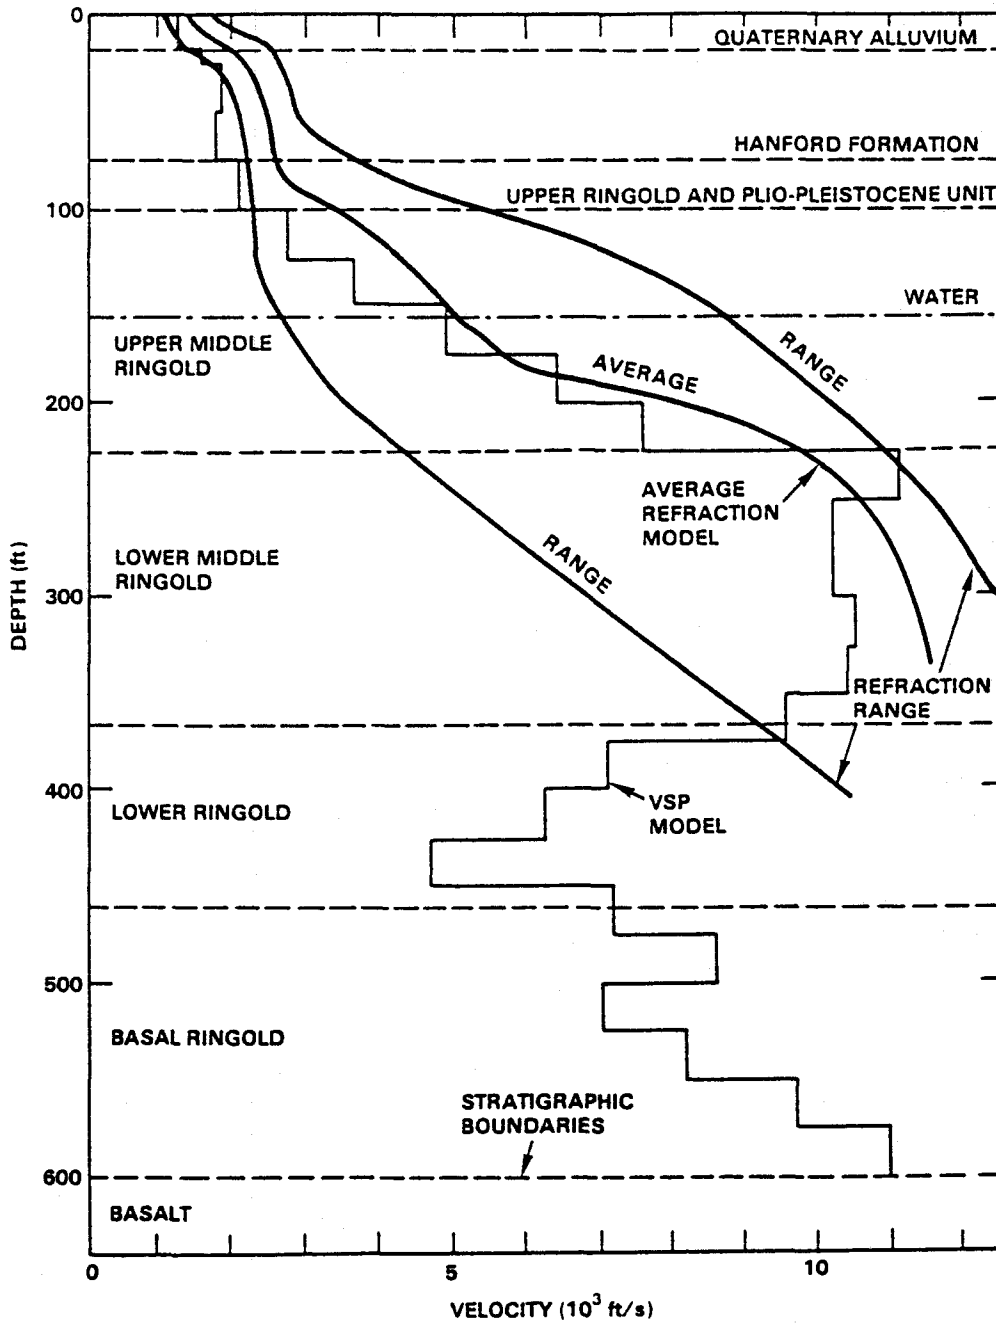 0
QUATERNARY ALLUVIUM
HANFORD FORMATION
UPPER RINGOLD AND PLIO-PLEISTOCENE UNIT
100
WATER
UPPER MIDDLE
RINGOLD
RANGE
AVERAGE
200
AVERAGE
REFRACTION
MODEL
LOWER MIDDLE
RINGOLD
RANGE
DEPTH (ft)
300
REFRACTION
RANGE
400
LOWER RINGOLD
VSP
MODEL
500
BASAL RINGOLD
STRATIGRAPHIC
BOUNDARIES
600
BASALT
0
5
10
VELOCITY (10³ ft/s)